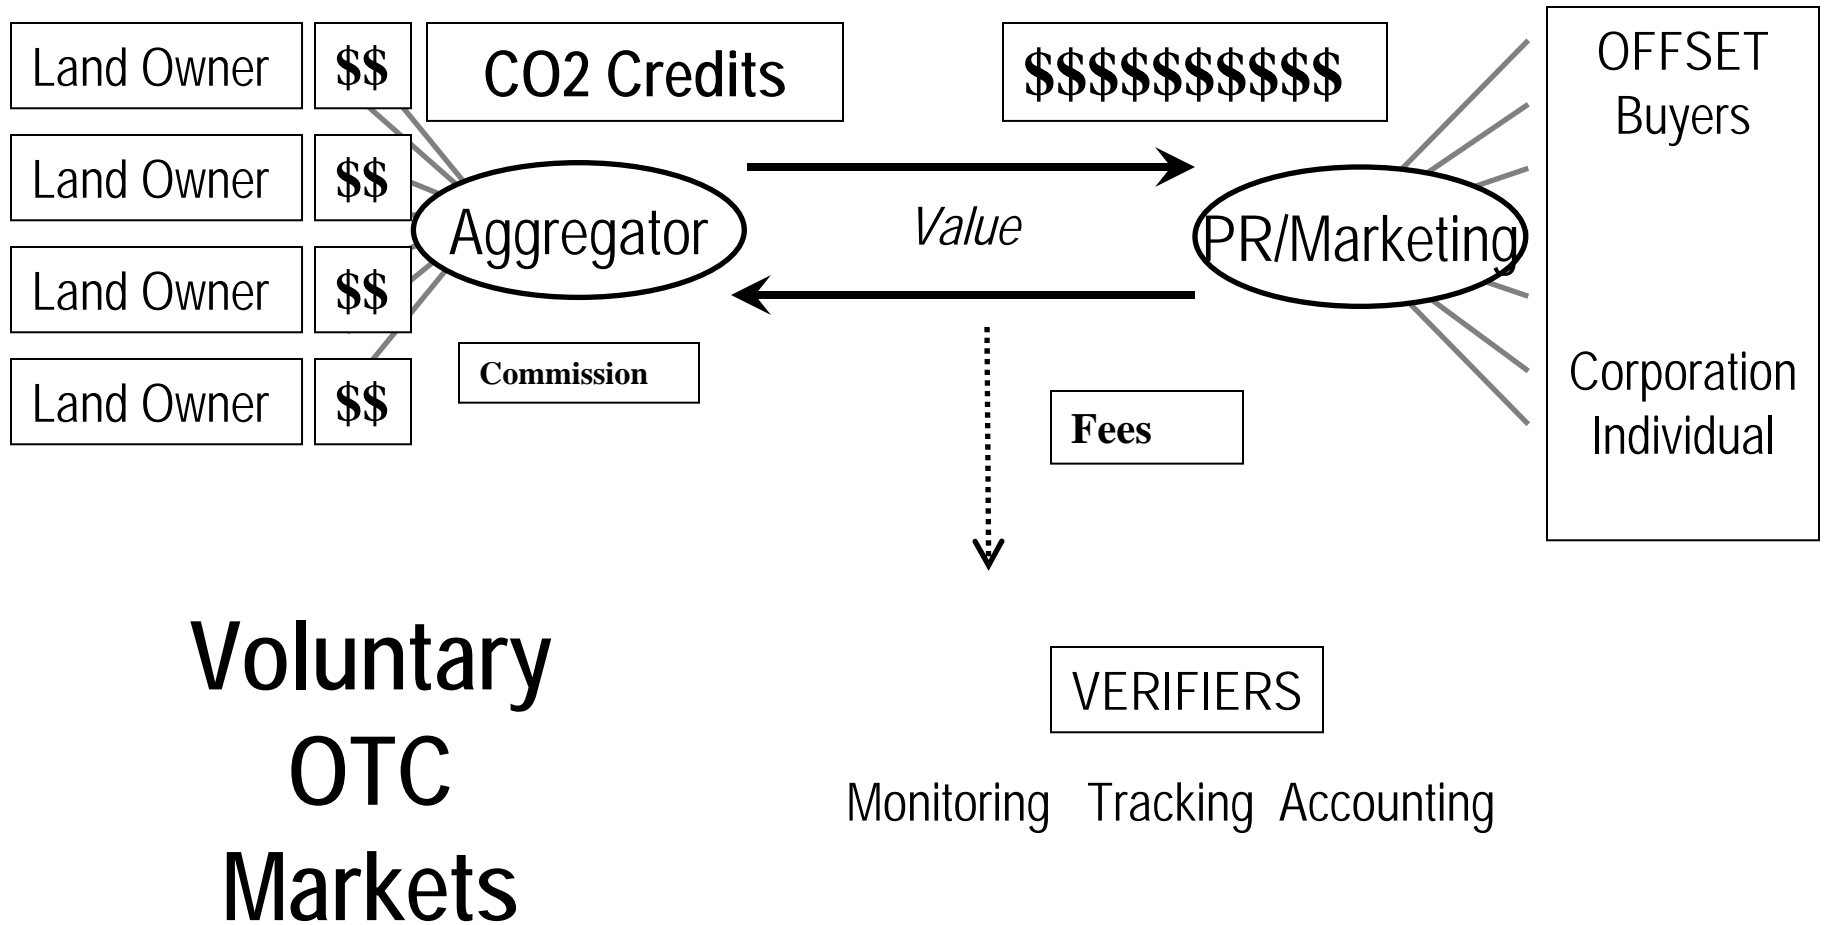 Land Owner
$$
CO2 Credits
$$$$$$$$$$
OFFSET
Buyers
Land Owner
$$
Aggregator
Value
PR/Marketing
Land Owner
$$
Commission
Land Owner
$$
Fees
Corporation
Individual
Voluntary
OTC
Markets
VERIFIERS
Monitoring Tracking Accounting